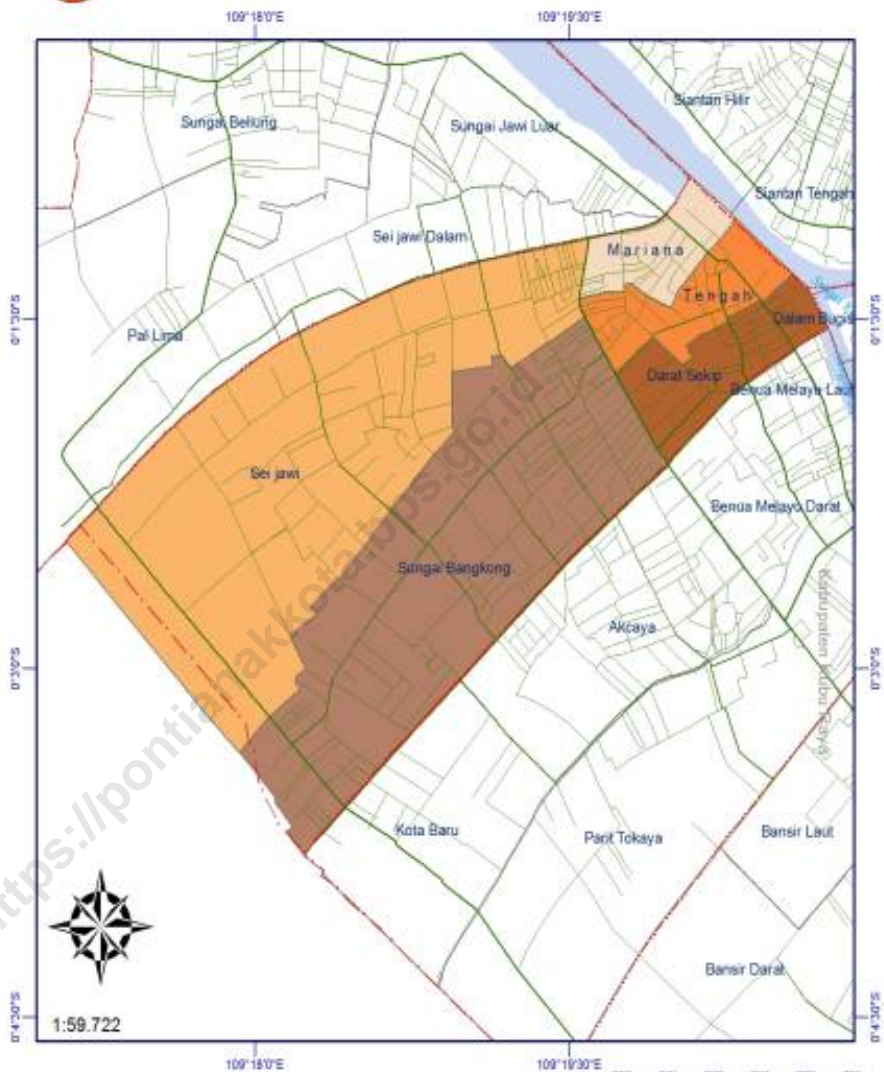 109°18'0"E
109°19'30"E
Siantan Hilir
Sungai Beliung
Sungai Jawi Luar
Siantan Tengah
Sei jawi Dalam
Mariana
Tengah
0°1'30"S
0°1'30"S
Dalam Bugis
Pal Lima
Darat Sekip
Benua Melayu Laut
Sei jawi
Benua Melayu Darat
Sungai Bangkong
Akcaya
Kabupaten Kubu Raya
0°3'0"S
0°3'0"S
https://pontianakkota.bps.go.id
Kota Baru
Parit Tokaya
Bansir Laut
Bansir Darat
0°4'30"S
0°4'30"S
1:59.722
109°18'0"E
109°19'30"E